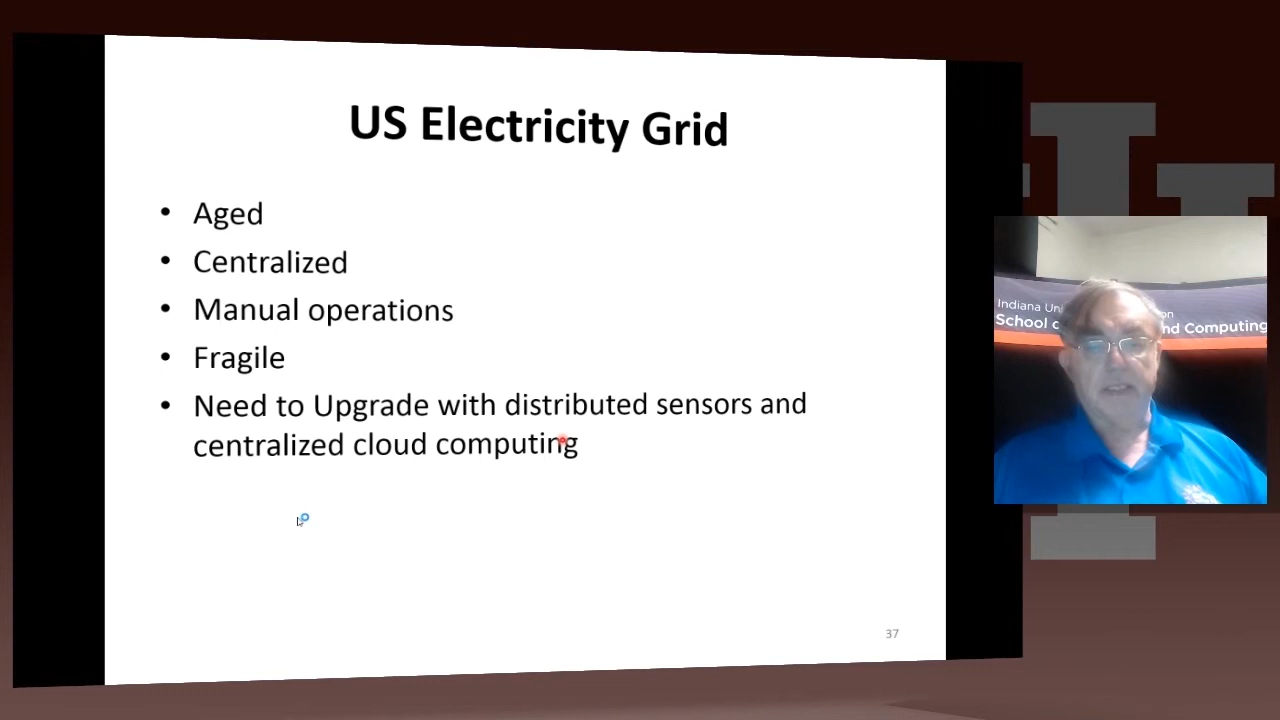 US Electricity Grid
• Aged
• Centralized
• Manual operations
• Fragile
• Need to Upgrade with distributed sensors and
centralized cloud computing
37
Indiana on
School nd Computing